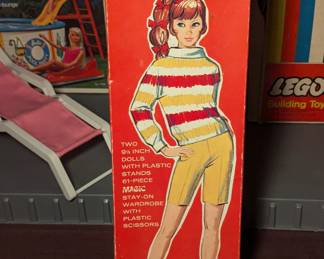 LEGO
Building Toy
TWO
9¼ INCH
DOLLS
WITH PLASTIC
STANDS
61-PIECE
MAGIC
STAY-ON
WARDROBE
WITH
PLASTIC
SCISSORS